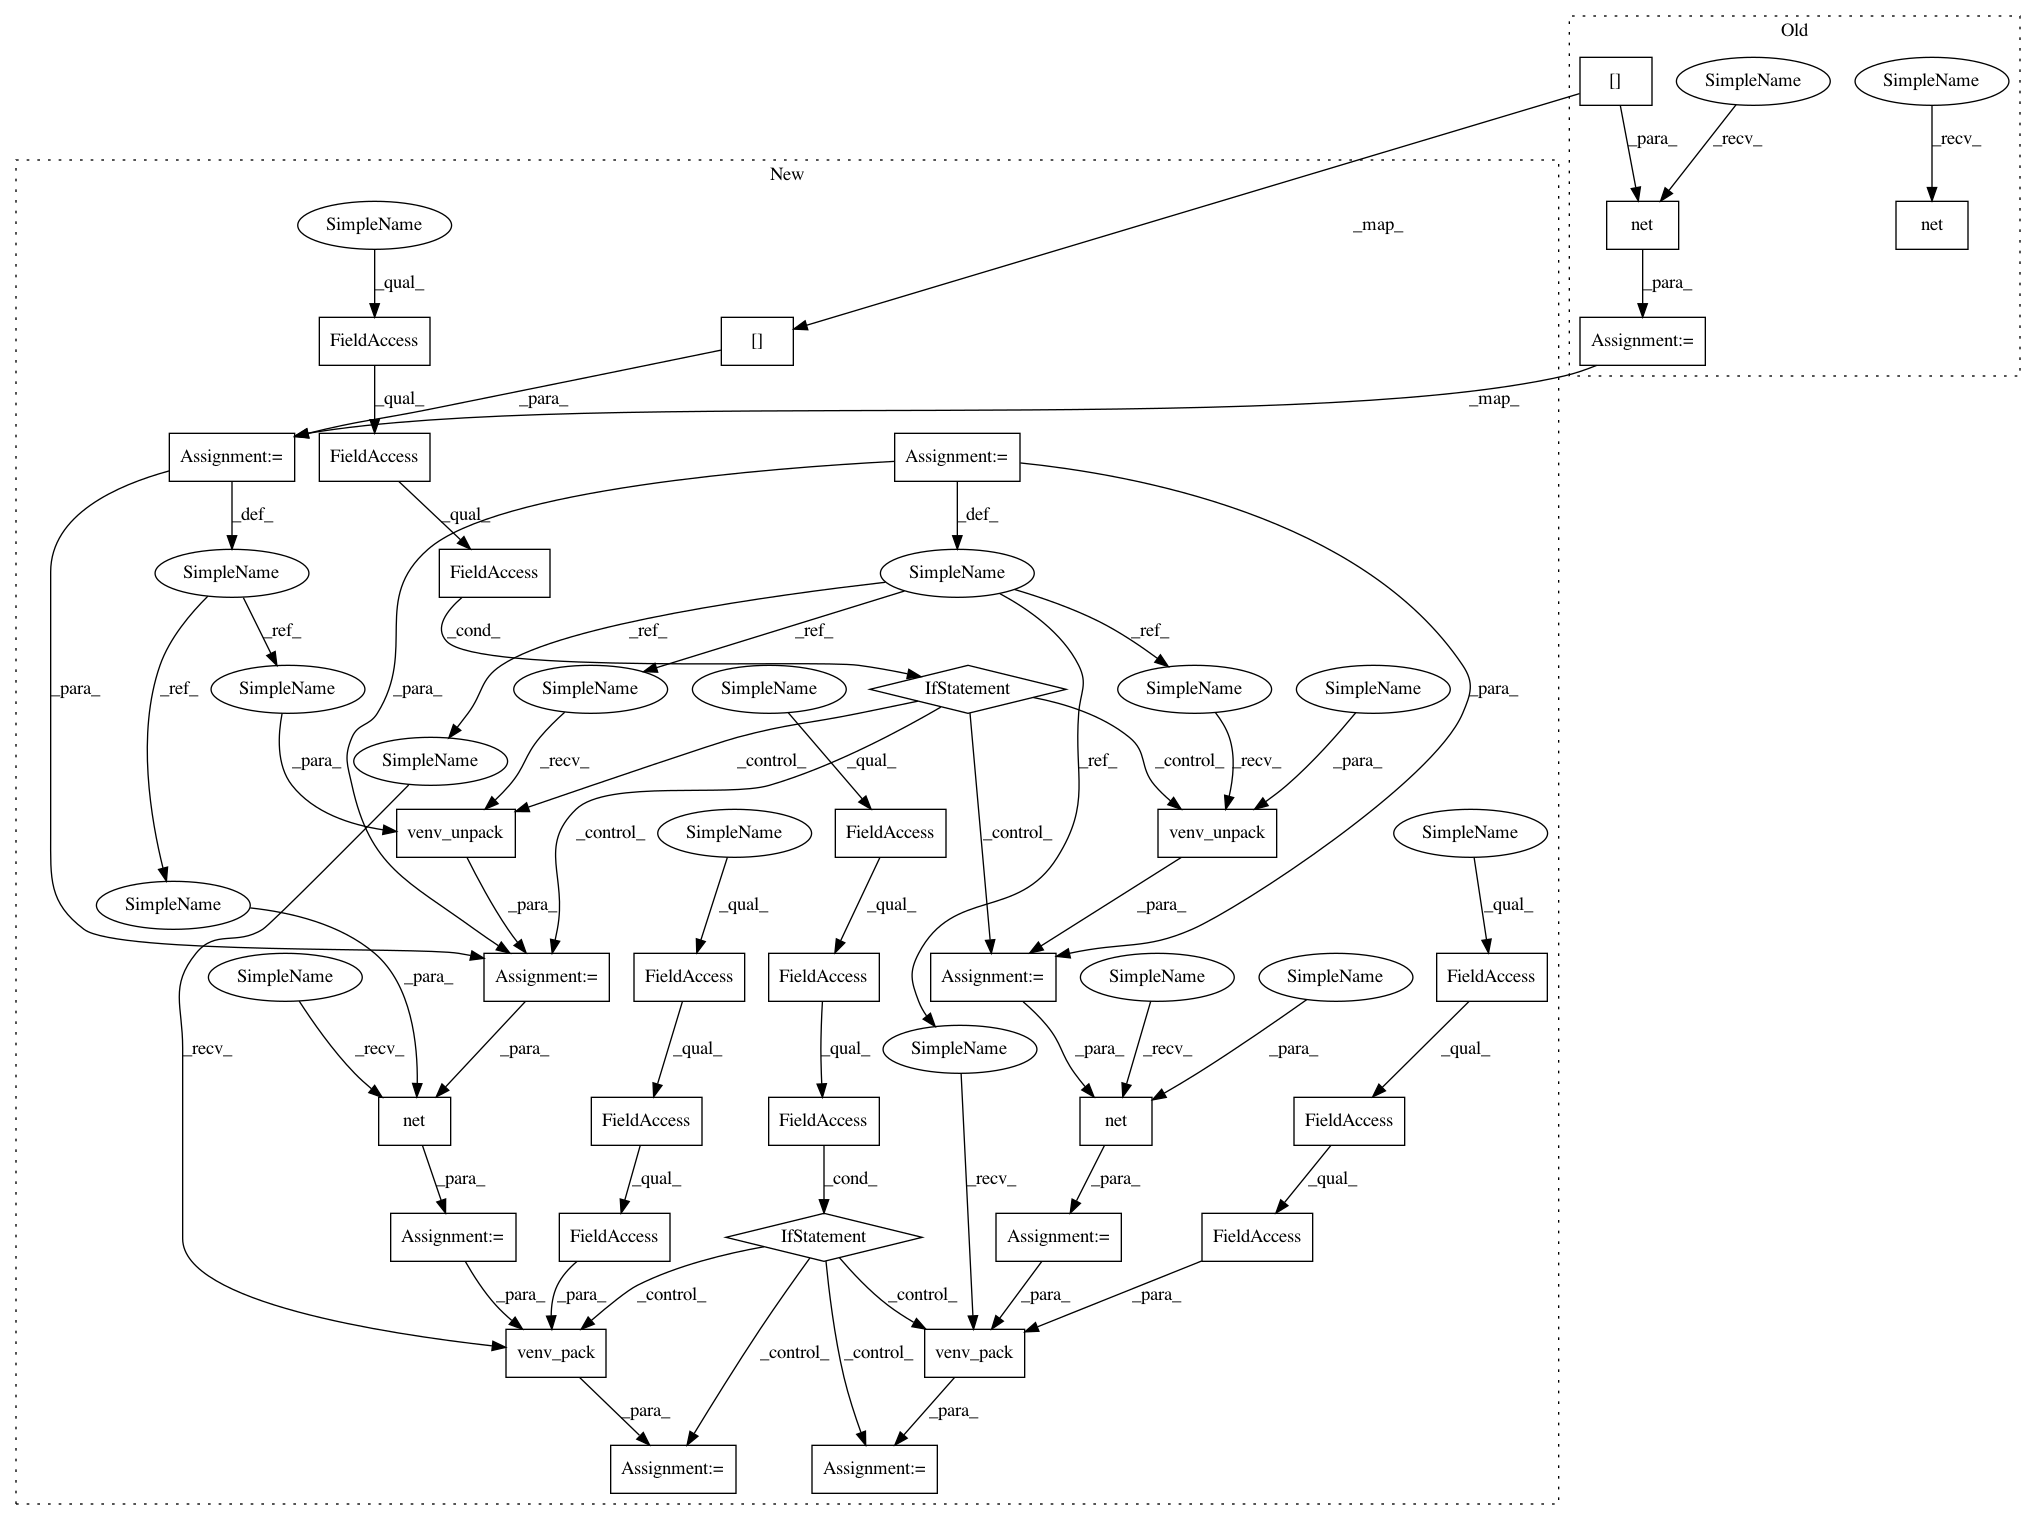 Old
[]
SimpleName
SimpleName
_para_
_recv_
_recv_
New
SimpleName
_map_
net
net
_qual_
_para_
FieldAccess
[]
Assignment:=
_qual_
_para_
_map_
Assignment:=
FieldAccess
Assignment:=
_def_
_qual_
_def_
SimpleName
FieldAccess
SimpleName
_ref_
_cond_
_ref_
_ref_
_ref_
_para_
_ref_
SimpleName
_para_
SimpleName
SimpleName
IfStatement
SimpleName
SimpleName
_para_
_para_
SimpleName
_recv_
_control_
_qual_
_ref_
_control_
_recv_
_para_
venv_unpack
_control_
SimpleName
FieldAccess
_control_
venv_unpack
SimpleName
SimpleName
_para_
_qual_
_qual_
_para_
_qual_
SimpleName
_para_
Assignment:=
FieldAccess
FieldAccess
Assignment:=
SimpleName
SimpleName
FieldAccess
_recv_
_recv_
_para_
_qual_
_qual_
SimpleName
_para_
_recv_
_para_
_qual_
net
FieldAccess
FieldAccess
net
FieldAccess
_para_
_qual_
_cond_
_recv_
_para_
_qual_
Assignment:=
FieldAccess
IfStatement
Assignment:=
FieldAccess
_para_
_para_
_control_
_control_
_para_
_para_
venv_pack
_control_
_control_
venv_pack
_para_
_para_
Assignment:=
Assignment:=